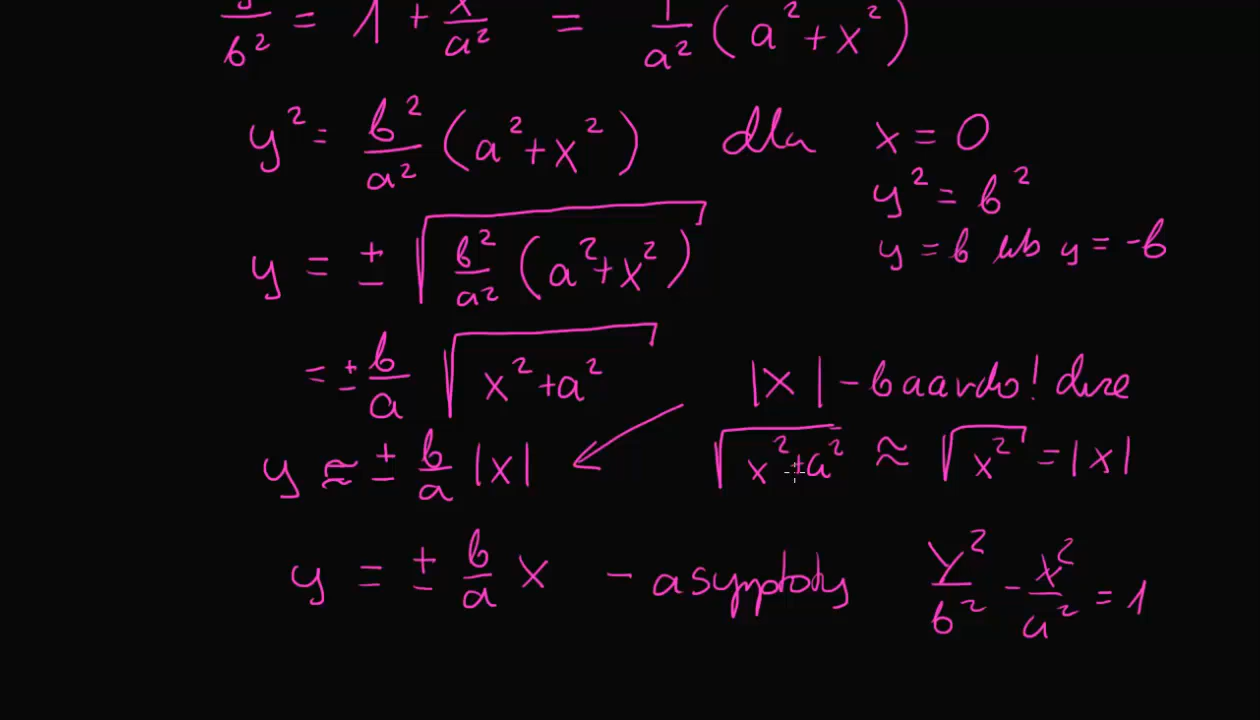 y²/b² = 1 + x²/a² = 1/a² (a² + x²)
y² = b²/a² (a² + x²) dla x = 0
y² = b²
y = ± √(b²/a² (a² + x²)) y = b lub y = -b
= ± b/a √(x² + a²) |x| - baardo! duże
y ≈ ± b/a |x| √(x² + a²) ≈ √(x²) = |x|
y = ± b/a x - asymptoty y²/b² - x²/a² = 1